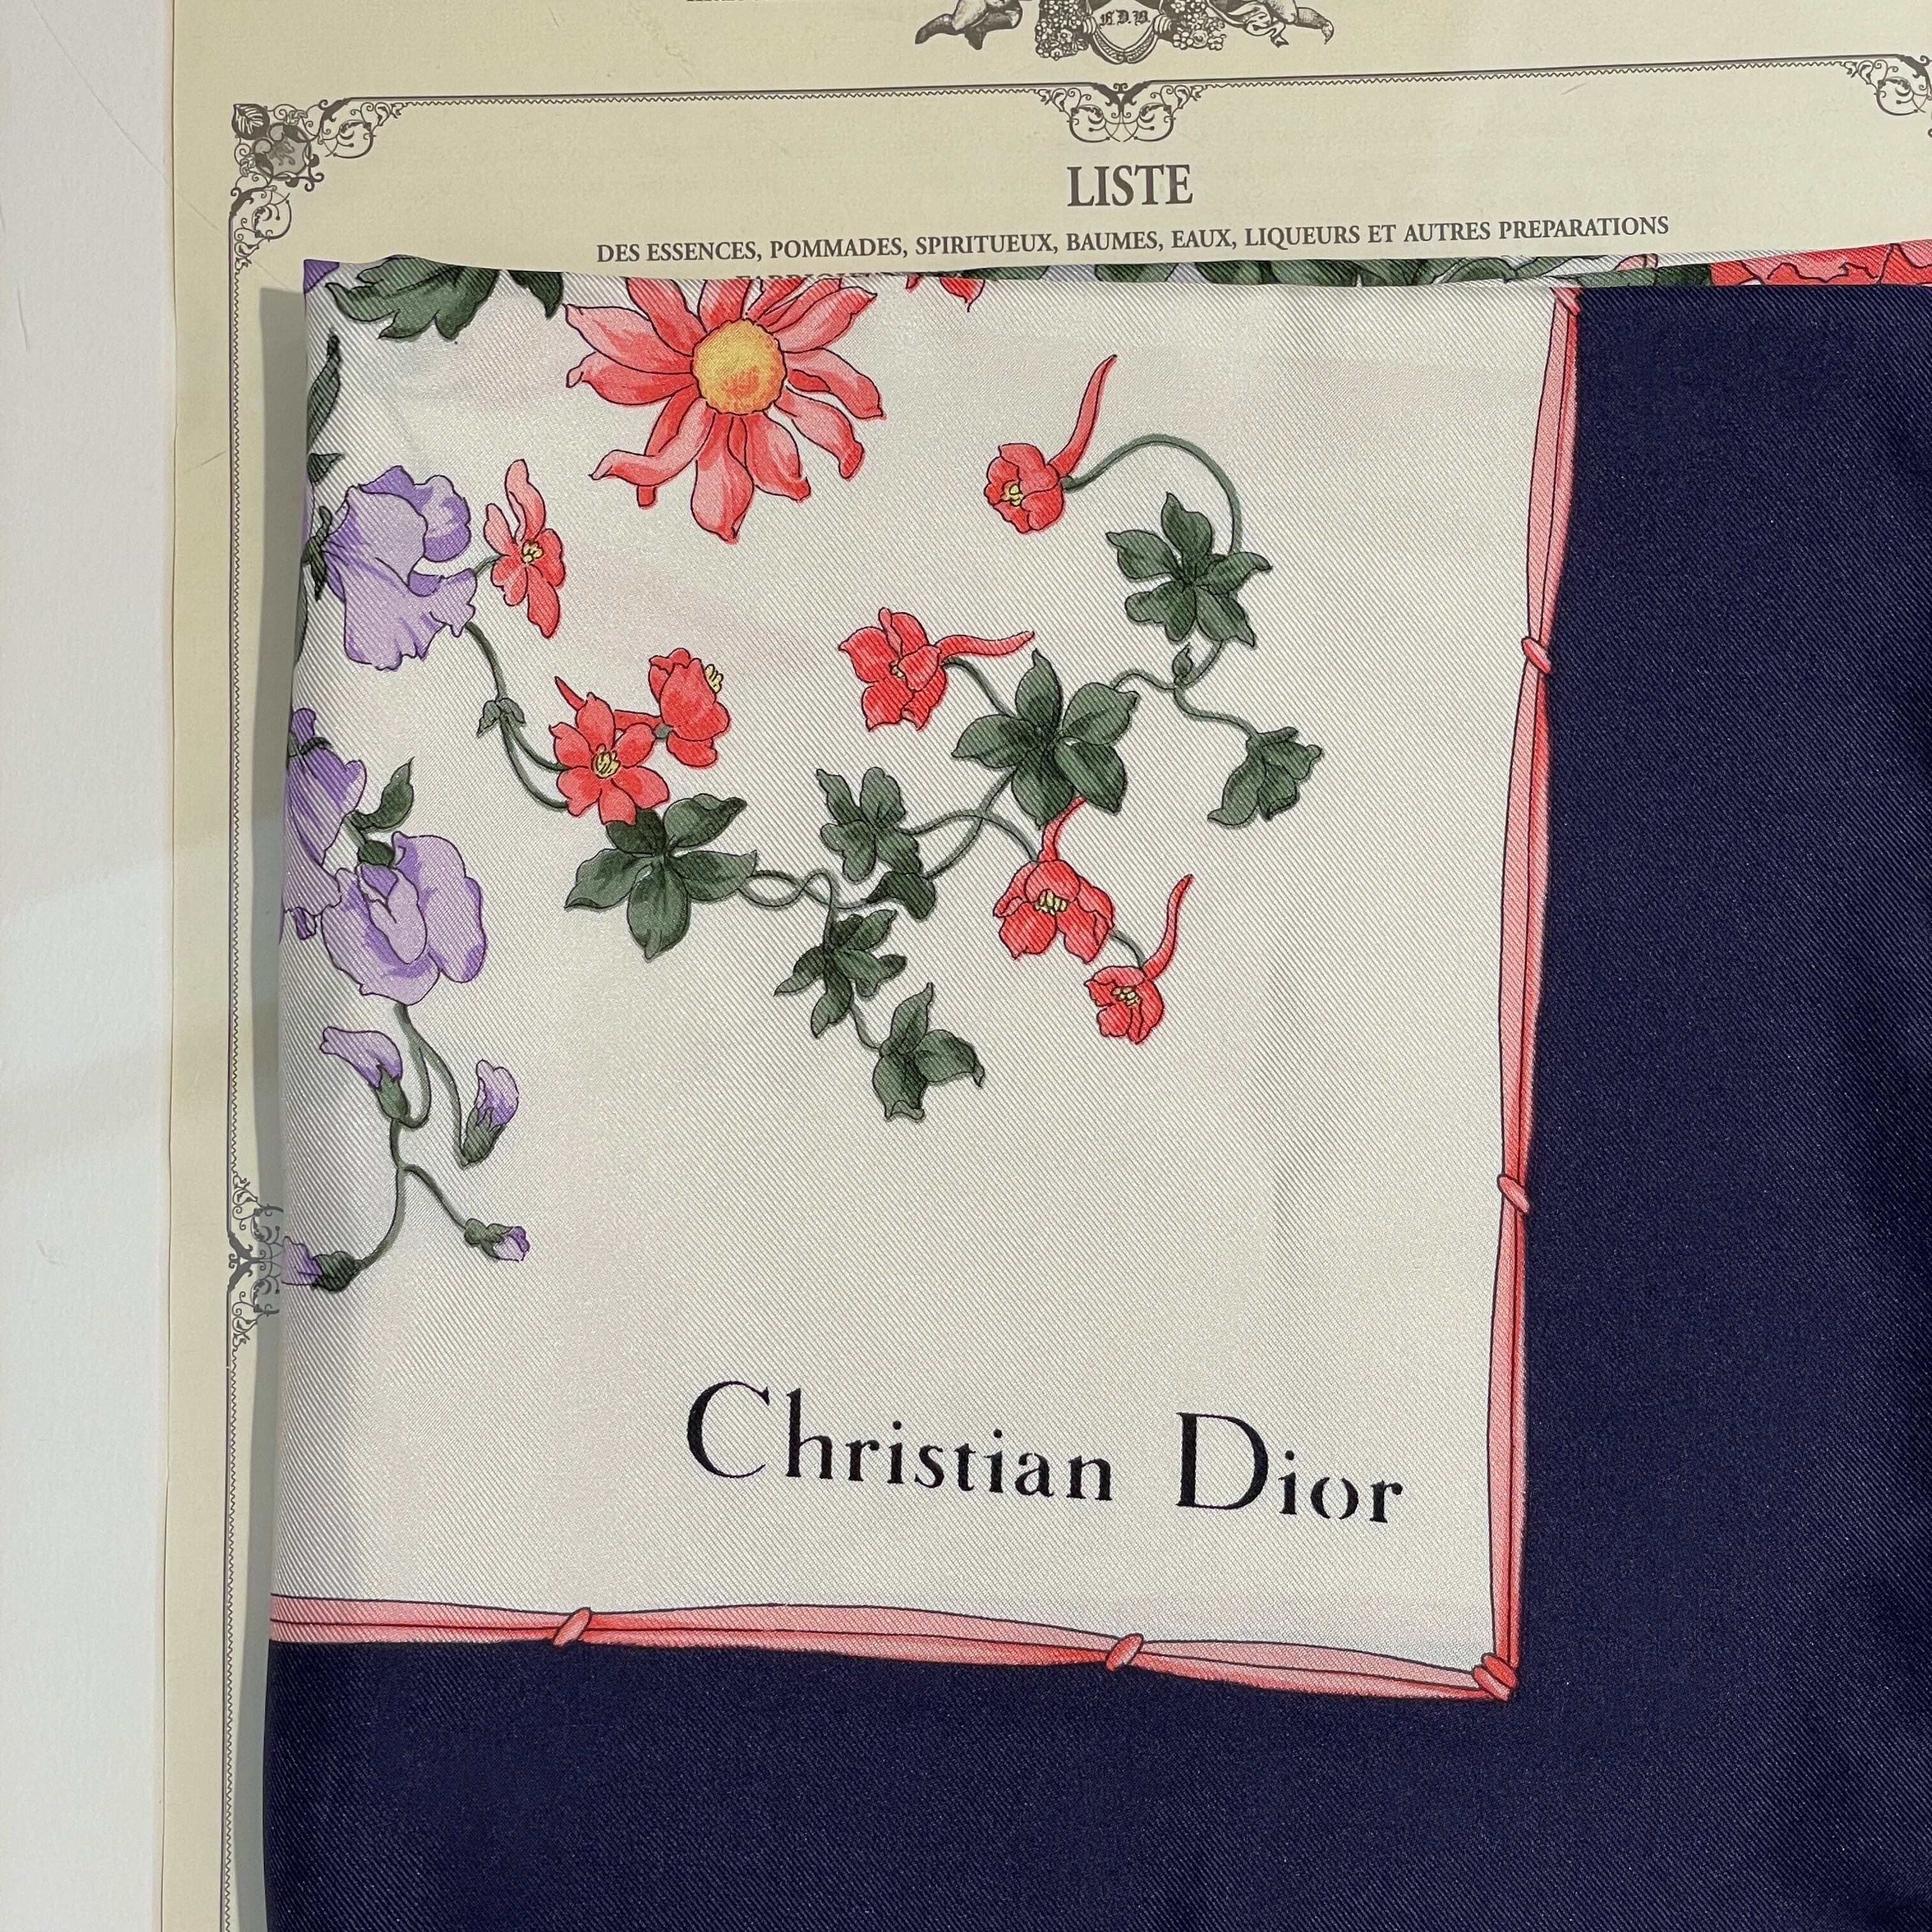 LISTE
DES ESSENCES, POMMADES, SPIRITUEUX, BAUMES, EAUX, LIQUEURS ET AUTRES PREPARATIONS
Christian Dior